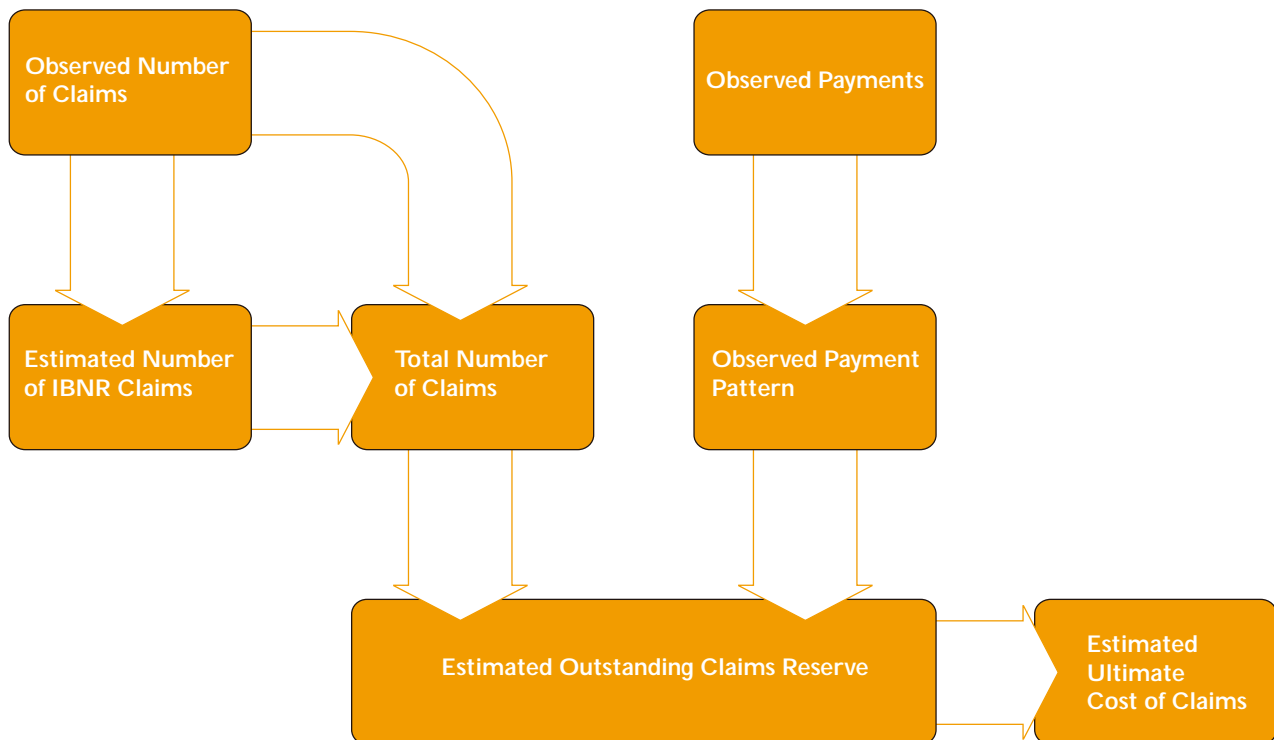 Observed Number
of Claims
Observed Payments
Estimated Number
of IBNR Claims
Total Number
of Claims
Observed Payment
Pattern
Estimated Outstanding Claims Reserve
Estimated
Ultimate
Cost of Claims